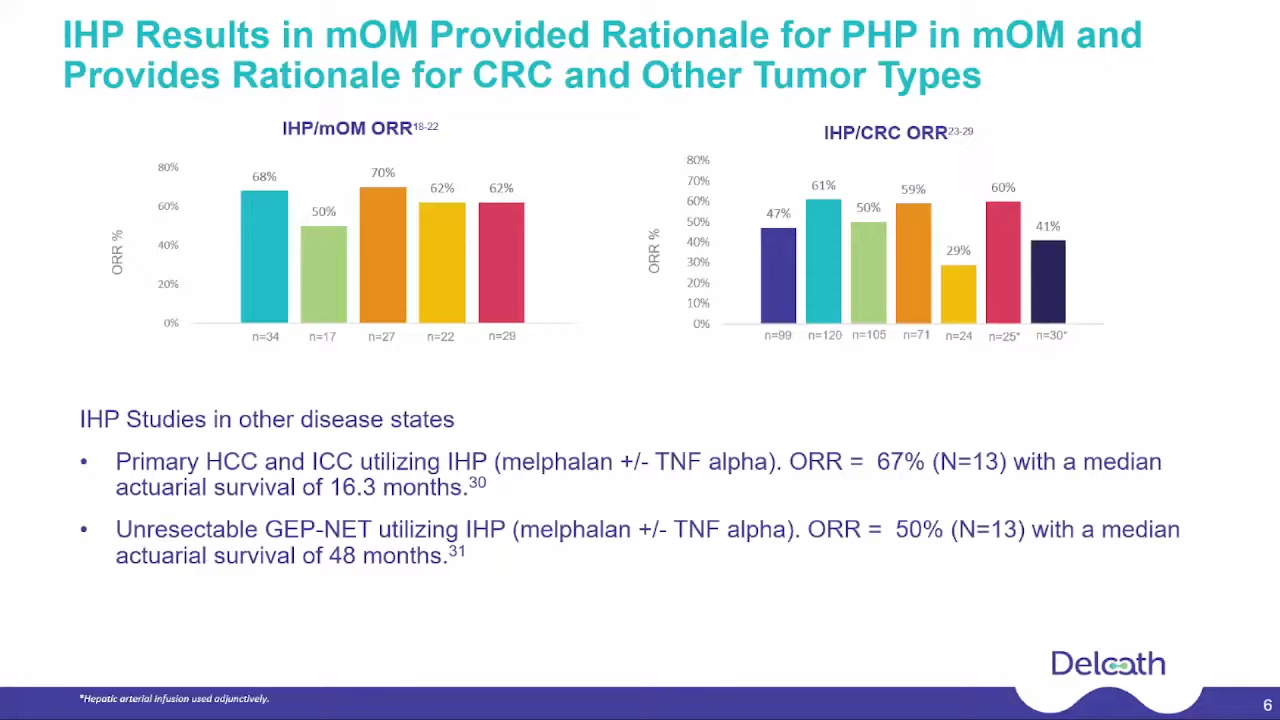 IHP Results in mOM Provided Rationale for PHP in mOM and
Provides Rationale for CRC and Other Tumor Types
IHP/mOM ORR18-22
80%
60%
40%
20%
0%
ORR %
68%
50%
70%
62%
62%
n=34
n=17
n=27
n=22
n=29
IHP/CRC ORR23-29
80%
70%
60%
50%
40%
30%
20%
10%
0%
ORR %
47%
61%
50%
59%
29%
60%
41%
n=99
n=120
n=105
n=71
n=24
n=25*
n=30*
IHP Studies in other disease states
• Primary HCC and ICC utilizing IHP (melphalan +/- TNF alpha). ORR = 67% (N=13) with a median
actuarial survival of 16.3 months.30
• Unresectable GEP-NET utilizing IHP (melphalan +/- TNF alpha). ORR = 50% (N=13) with a median
actuarial survival of 48 months.31
Delcath
*Hepatic arterial infusion used adjunctively.
6